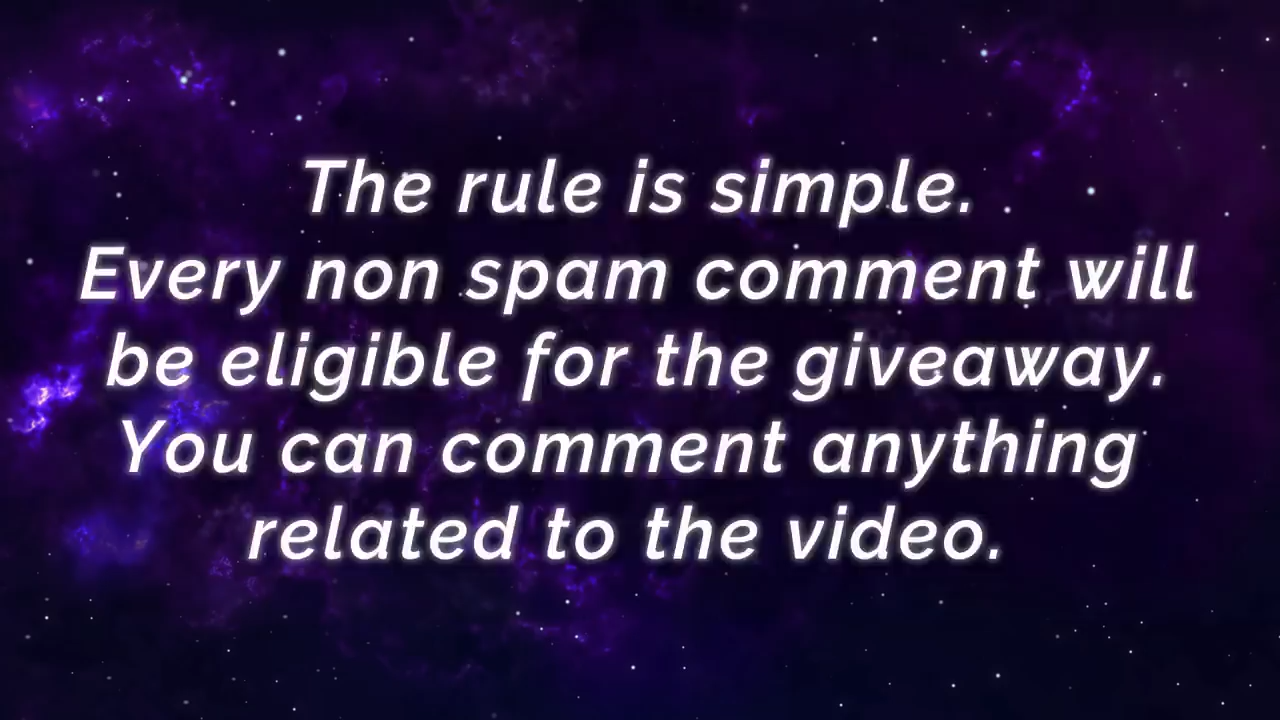 The rule is simple.
Every non spam comment will
be eligible for the giveaway.
You can comment anything
related to the video.